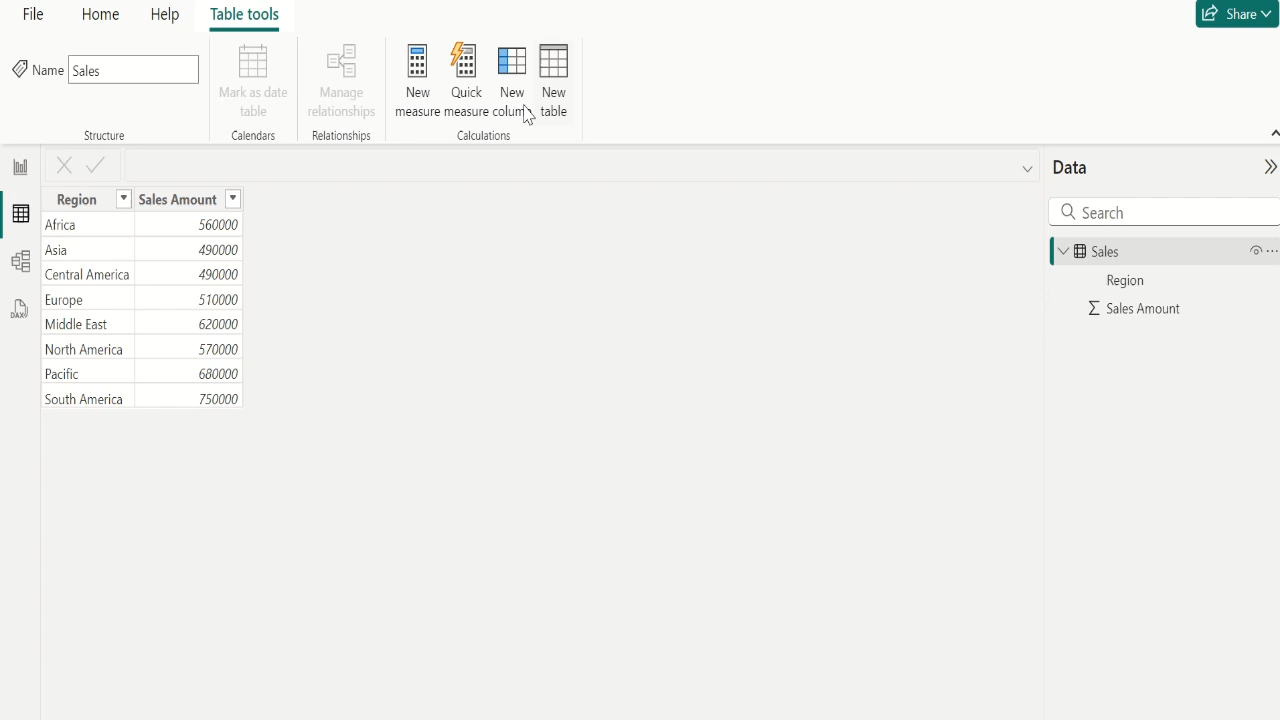 File Home Help Table tools Share
Name Sales
Mark as date table
Manage relationships
New measure
Quick measure
New column
New table
Structure Calendars Relationships Calculations
Data
Search
Sales
Region
Σ Sales Amount
DAX
Region Sales Amount
Africa 560000
Asia 490000
Central America 490000
Europe 510000
Middle East 620000
North America 570000
Pacific 680000
South America 750000